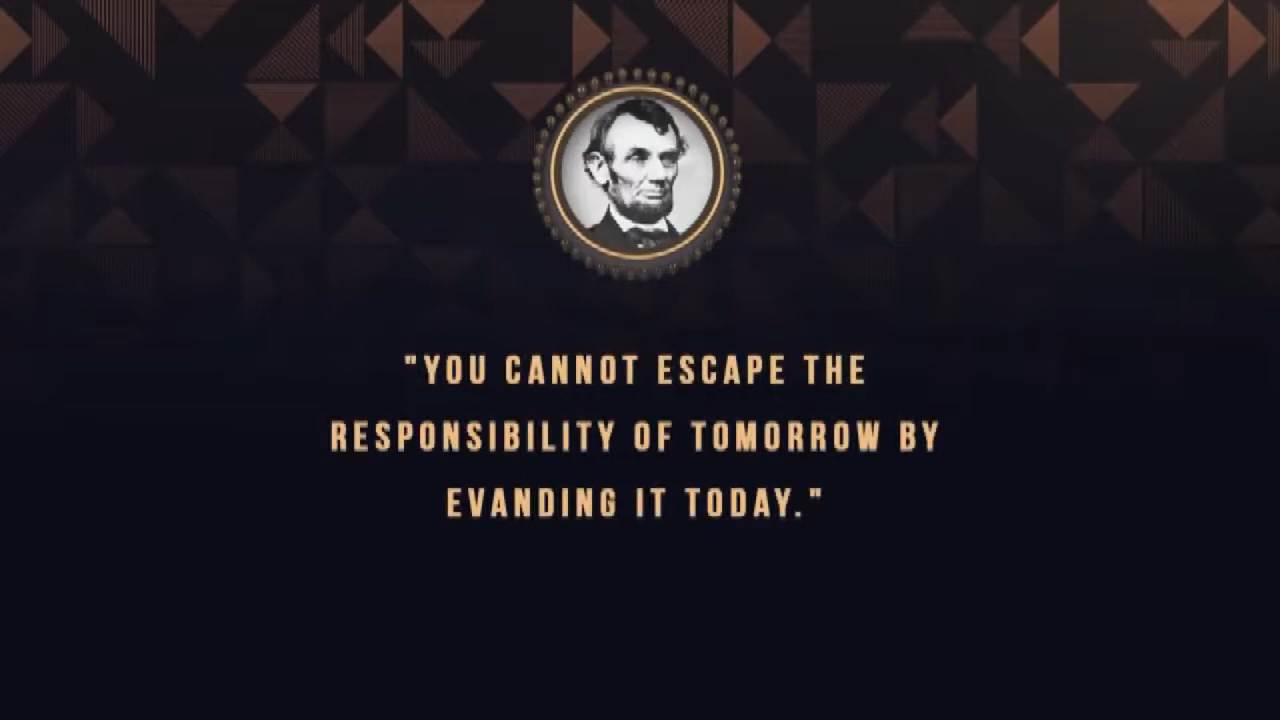 "YOU CANNOT ESCAPE THE
RESPONSIBILITY OF TOMORROW BY
EVANDING IT TODAY."